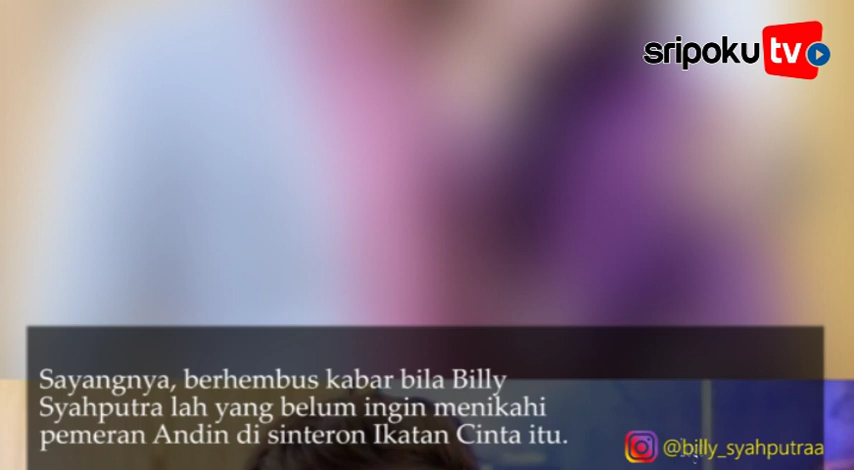 sripoku tv
Sayangnya, berhembus kabar bila Billy
Syahputra lah yang belum ingin menikahi
pemeran Andin di sinteron Ikatan Cinta itu.
@billy_syahputraa